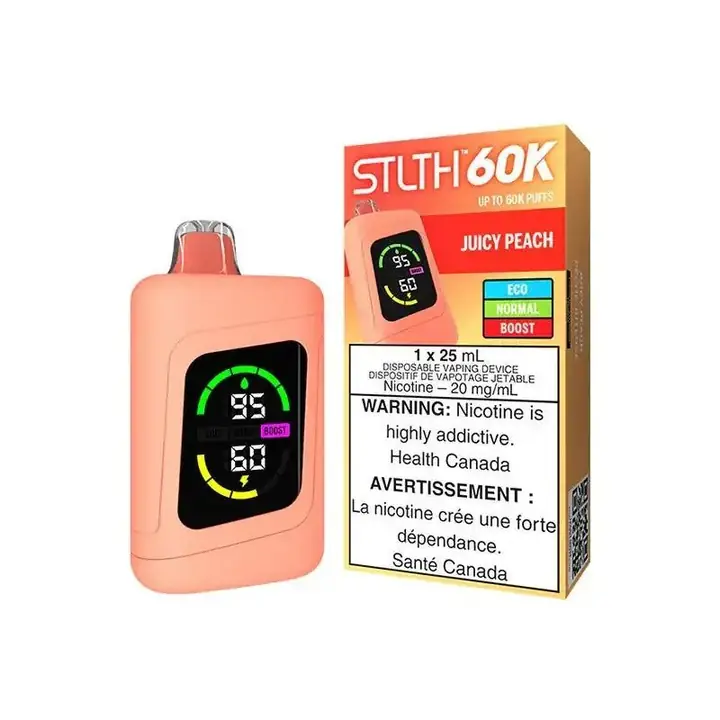 STLTH™ 60K
UP TO 60K PUFFS
JUICY PEACH
95
BOOST
60
ECO
NORMAL
BOOST
1 x 25 mL
DISPOSABLE VAPING DEVICE
DISPOSITIF DE VAPOTAGE JETABLE
Nicotine – 20 mg/mL
WARNING: Nicotine is
highly addictive.
Health Canada
AVERTISSEMENT :
La nicotine crée une forte
dépendance.
Santé Canada
95
BOOST
60